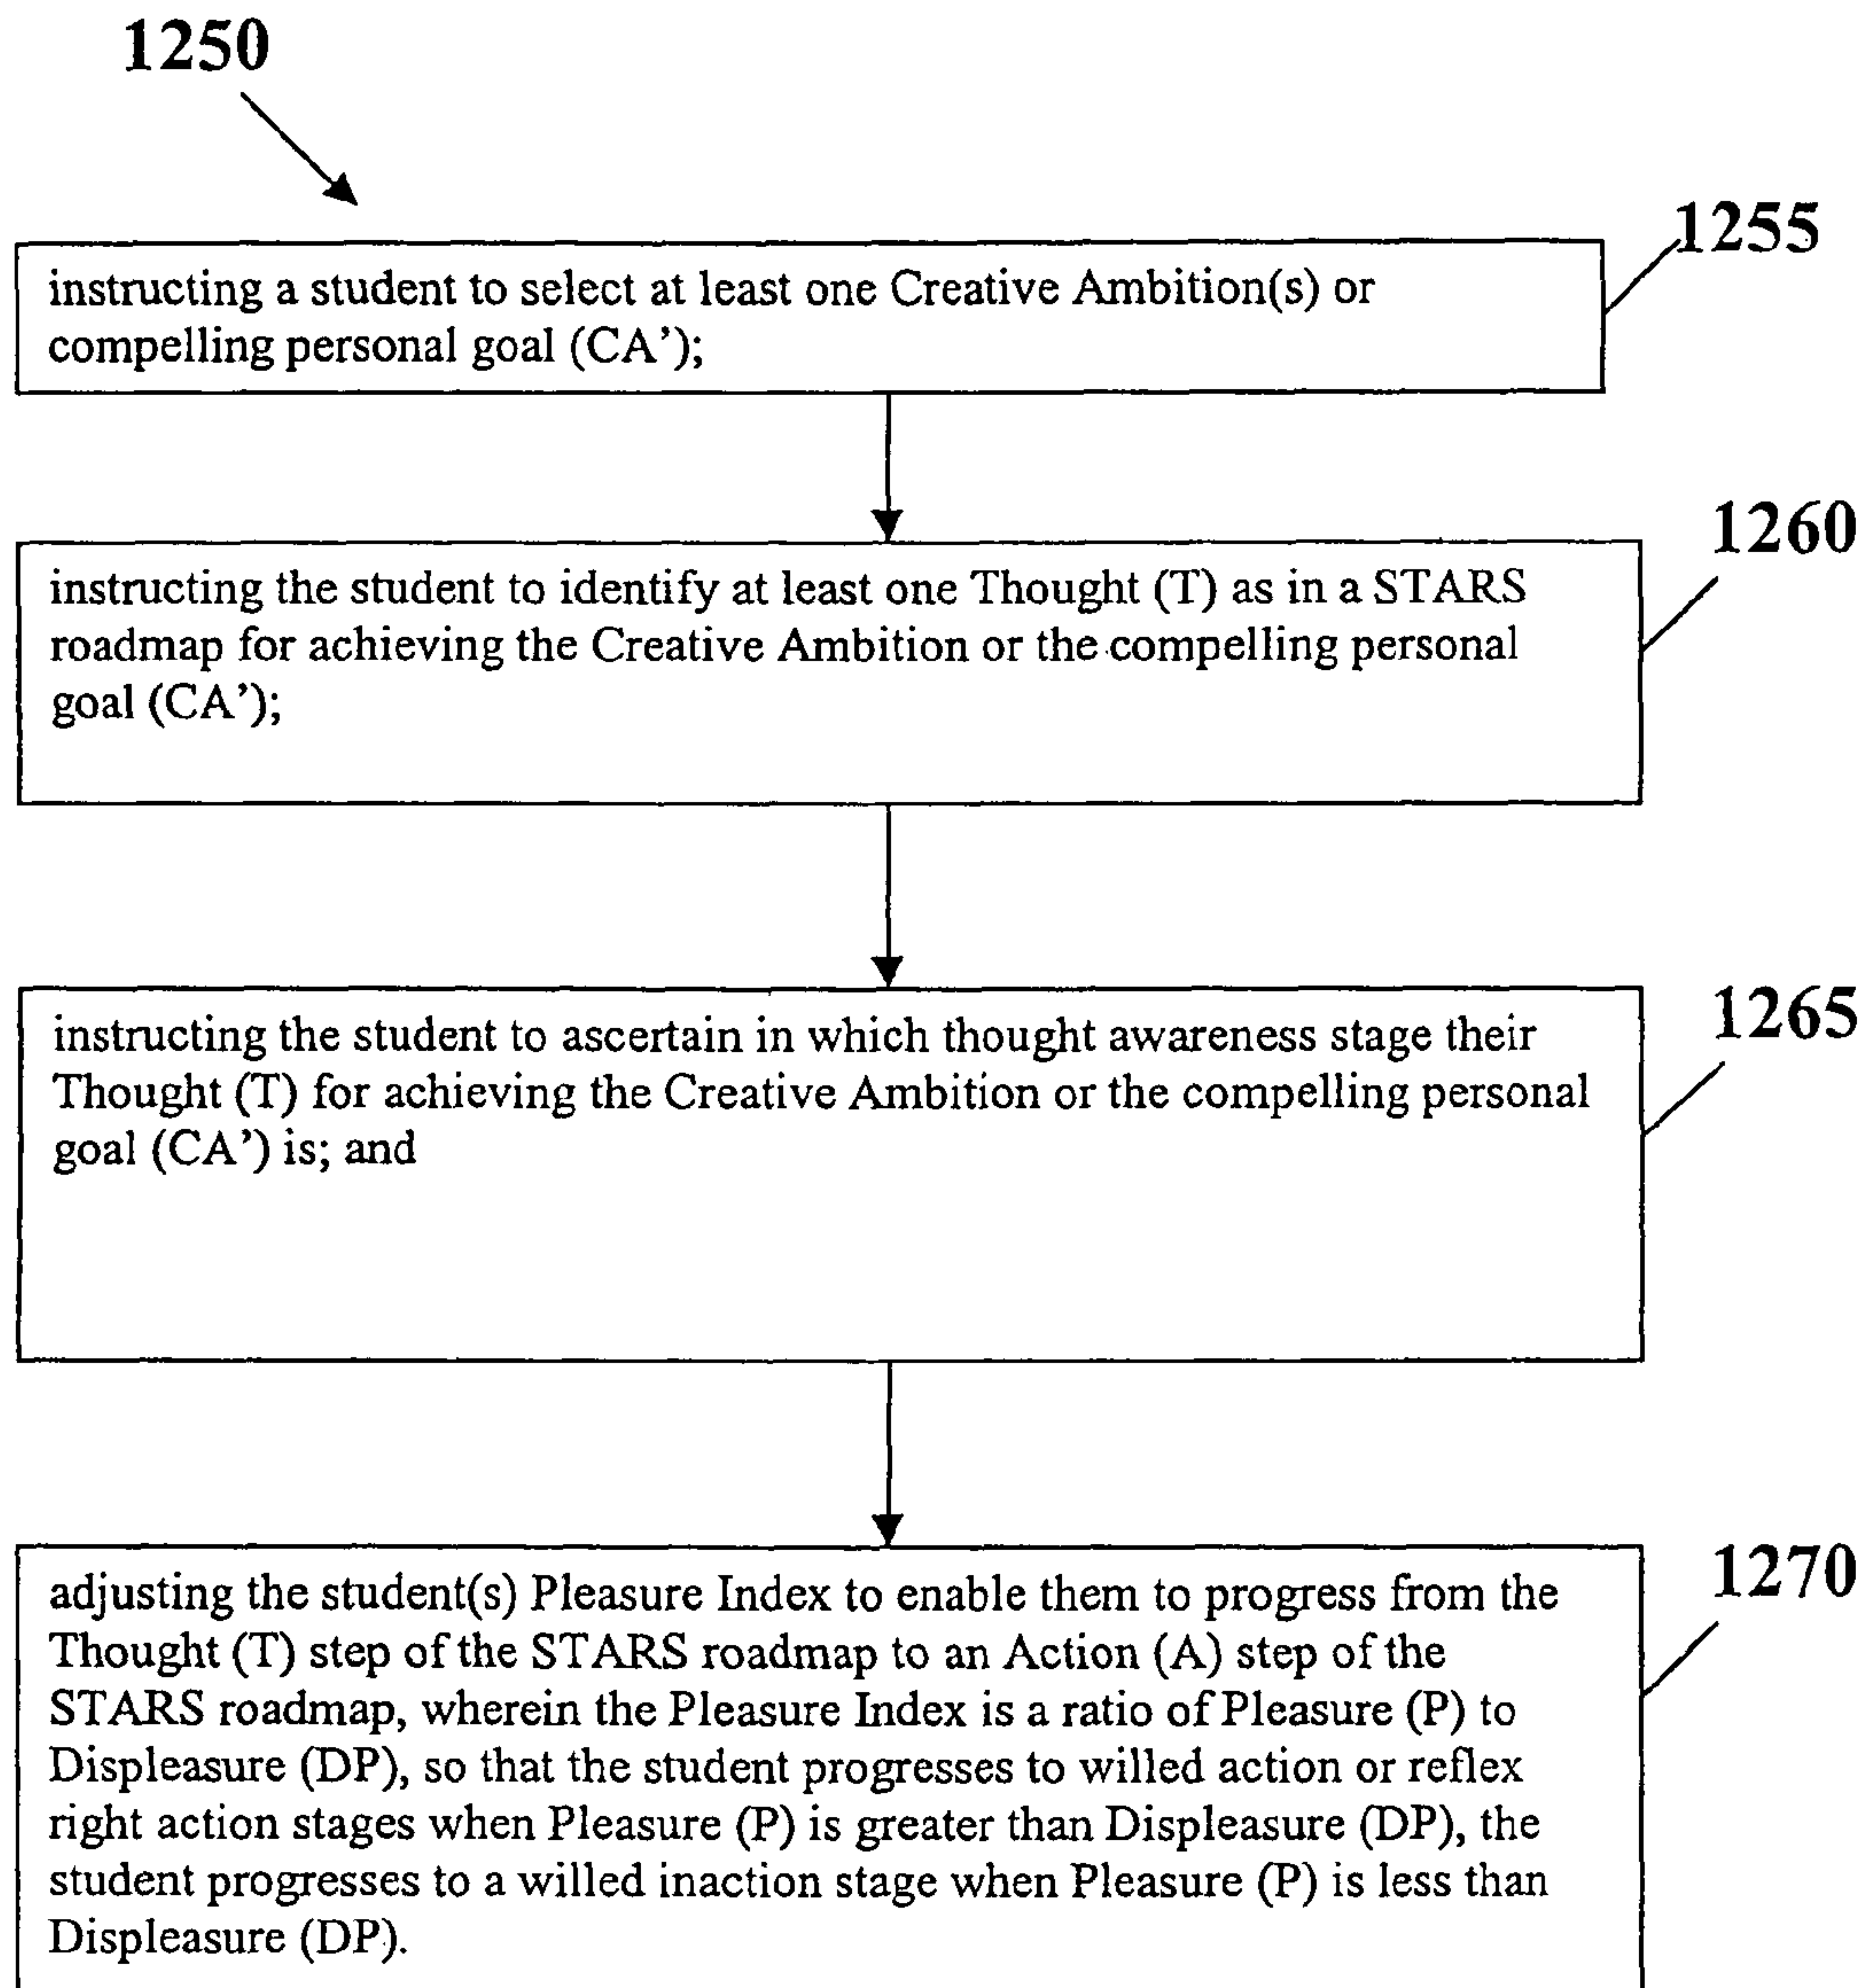 1250
1255
instructing a student to select at least one Creative Ambition(s) or
compelling personal goal (CA’);
1260
instructing the student to identify at least one Thought (T) as in a STARS
roadmap for achieving the Creative Ambition or the compelling personal
goal (CA’);
1265
instructing the student to ascertain in which thought awareness stage their
Thought (T) for achieving the Creative Ambition or the compelling personal
goal (CA’) is; and
1270
adjusting the student(s) Pleasure Index to enable them to progress from the
Thought (T) step of the STARS roadmap to an Action (A) step of the
STARS roadmap, wherein the Pleasure Index is a ratio of Pleasure (P) to
Displeasure (DP), so that the student progresses to willed action or reflex
right action stages when Pleasure (P) is greater than Displeasure (DP), the
student progresses to a willed inaction stage when Pleasure (P) is less than
Displeasure (DP).